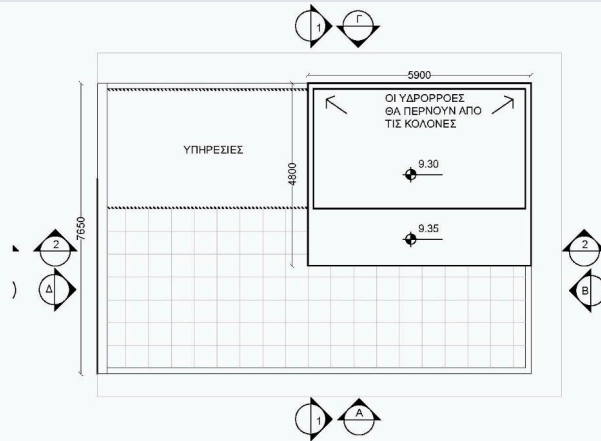 1 Γ
5900
ΟΙ ΥΔΡΟΡΡΟΕΣ
ΘΑ ΠΕΡΝΟΥΝ ΑΠΟ
ΤΙΣ ΚΟΛΟΝΕΣ
ΥΠΗΡΕΣΙΕΣ
4800
9.30
7650
9.35
2
2
Δ
Β
1 Α